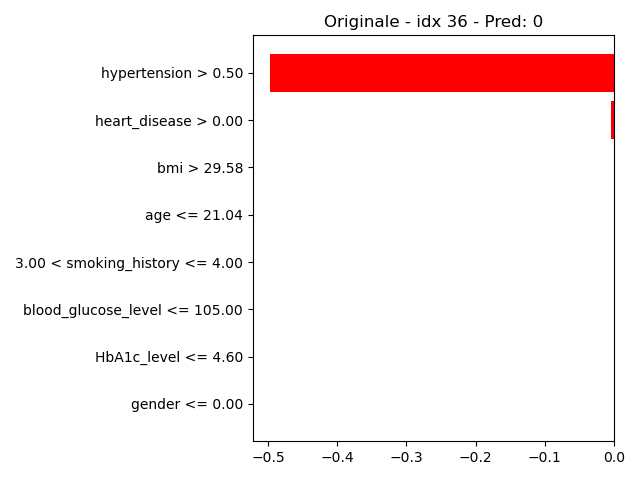 Originale - idx 36 - Pred: 0
hypertension > 0.50
heart_disease > 0.00
bmi > 29.58
age <= 21.04
3.00 < smoking_history <= 4.00
blood_glucose_level <= 105.00
HbA1c_level <= 4.60
gender <= 0.00
−0.5 −0.4 −0.3 −0.2 −0.1 0.0